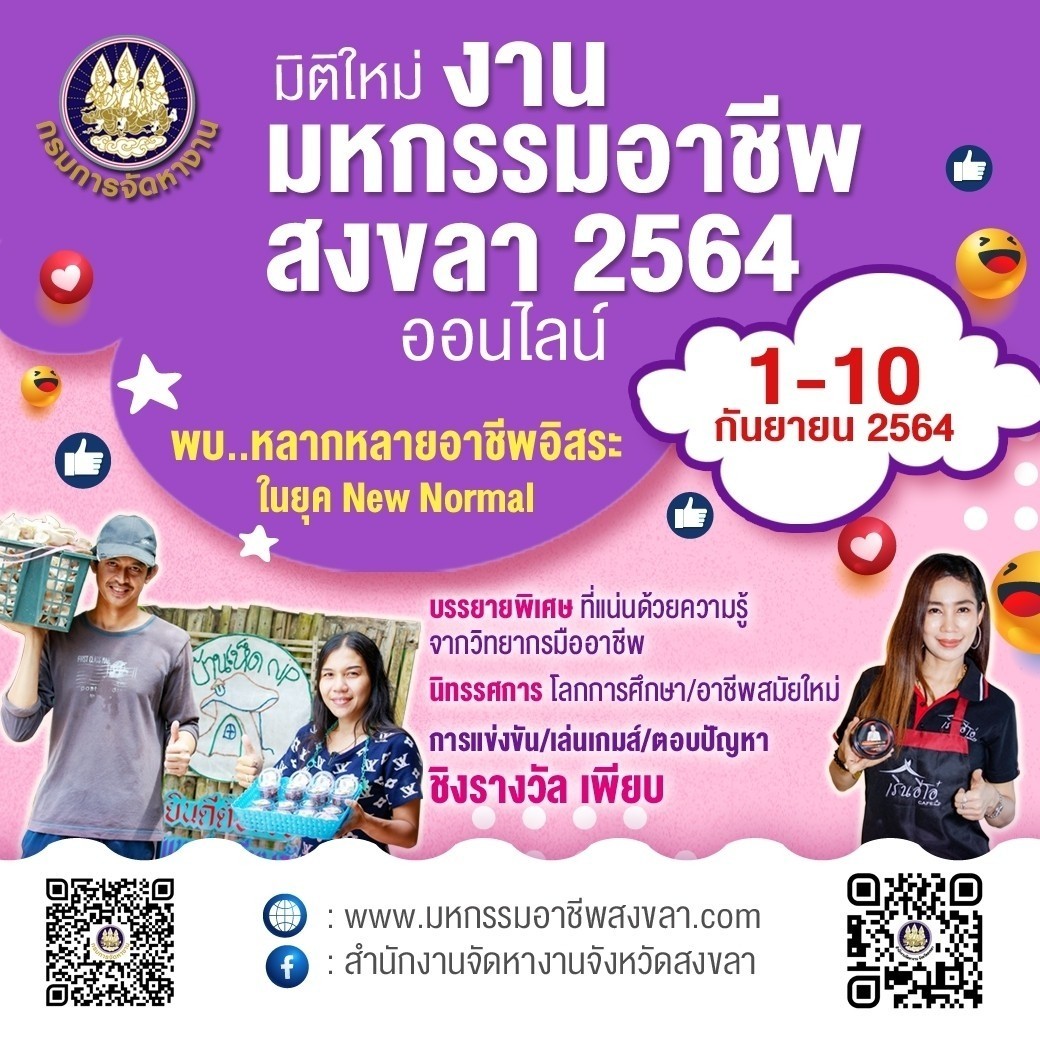 กรมการจัดหางาน
มิติใหม่ งาน
มหกรรมอาชีพ
สงขลา 2564
ออนไลน์
1-10
กันยายน 2564
พบ..หลากหลายอาชีพอิสระ
ในยุค New Normal
บรรยายพิเศษ ที่แน่นด้วยความรู้
จากวิทยากรมืออาชีพ
นิทรรศการ โลกการศึกษา/อาชีพสมัยใหม่
การแข่งขัน/เล่นเกมส์/ตอบปัญหา
ชิงรางวัล เพียบ
บ้านเห็ด
ยินดีต้
CAFE
: www.มหกรรมอาชีพสงขลา.com
: สำนักงานจัดหางานจังหวัดสงขลา